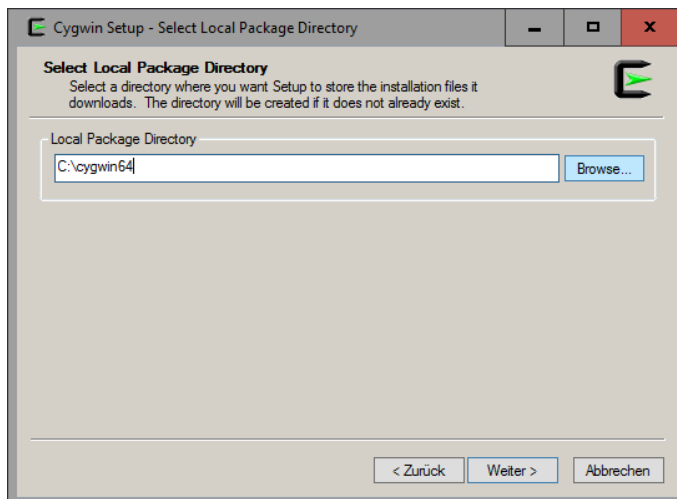 Cygwin Setup - Select Local Package Directory
Select Local Package Directory
Select a directory where you want Setup to store the installation files it
downloads. The directory will be created if it does not already exist.
Local Package Directory
C:\cygwin64
Browse...
< Zurück
Weiter >
Abbrechen